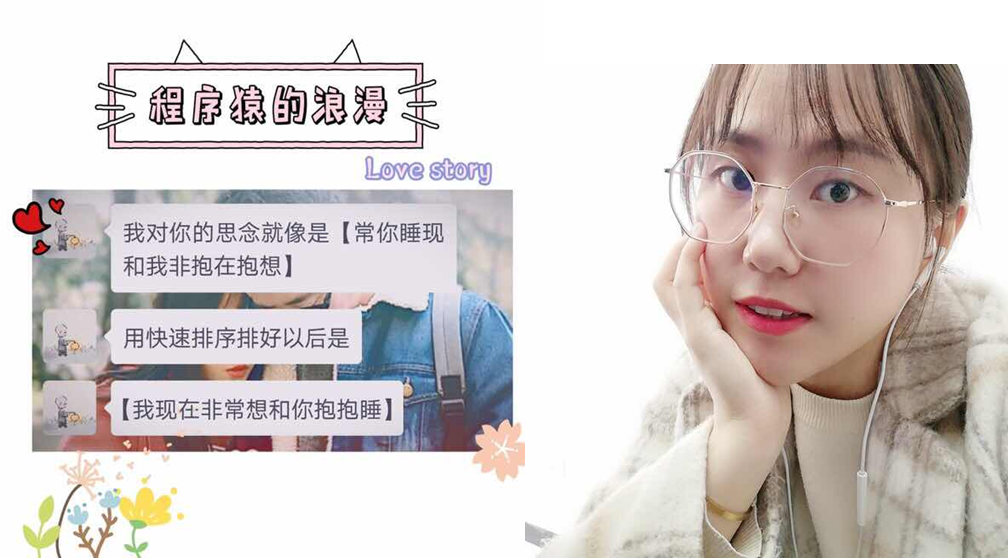 程序猿的浪漫
Love story
我对你的思念就像是【常你睡现
和我非抱在抱想】
用快速排序排好以后是
【我现在非常想和你抱抱睡】